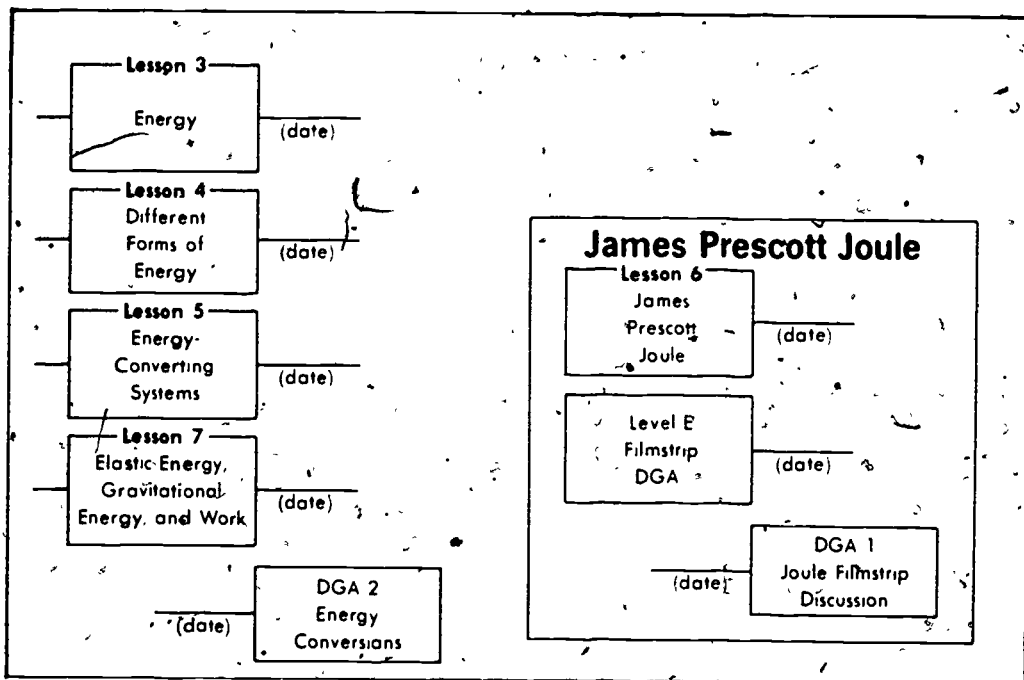 Lesson 3
Energy
(date)
Lesson 4
Different
Forms of
Energy
(date)
Lesson 5
Energy-
Converting
Systems
(date)
Lesson 7
Elastic Energy,
Gravitational
Energy, and Work
(date)
DGA 2
Energy
Conversians
(date)
James Prescott Joule
Lesson 6
James
Prescott
Joule
(date)
Level E
Filmstrip
DGA
(date)
DGA 1
Joule Filmstrip
Discussion
(date)